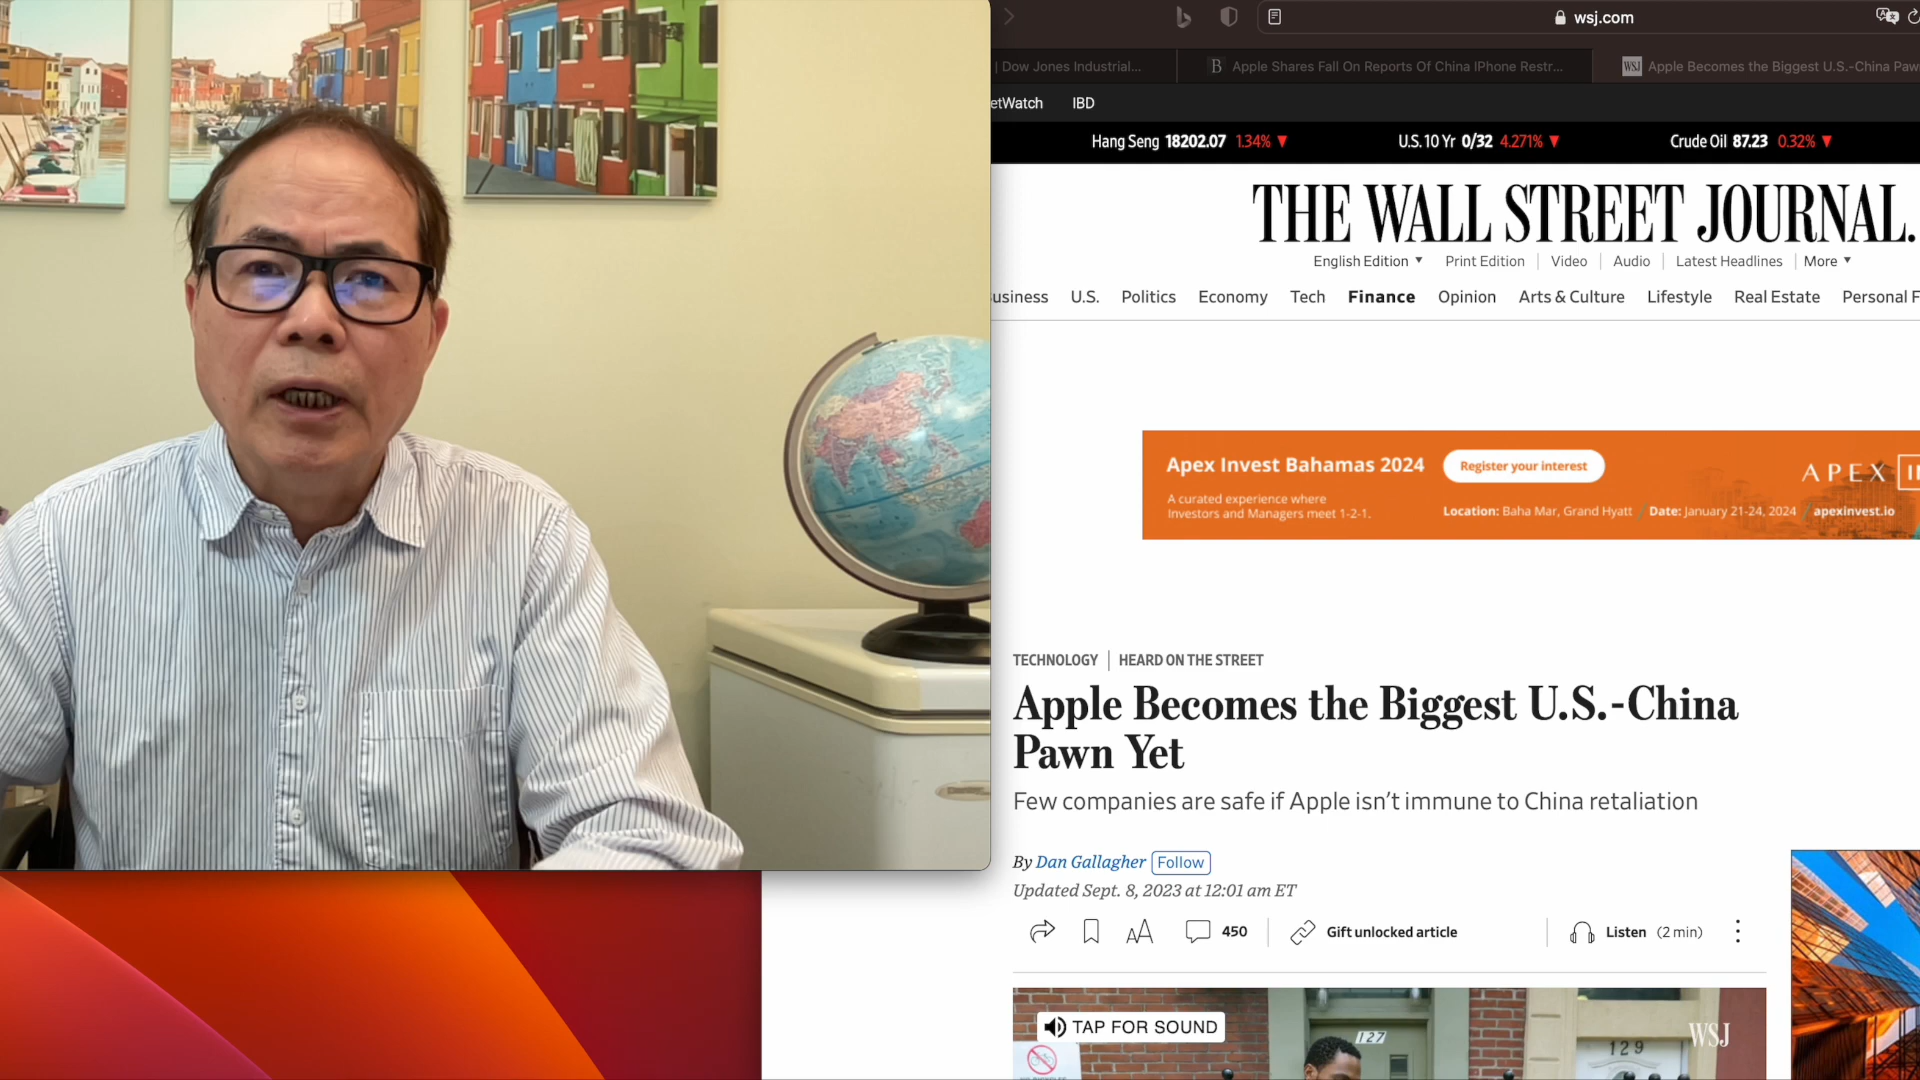 wsj.com
| Dow Jones Industrial...
B Apple Shares Fall On Reports Of China IPhone Restr...
WSJ Apple Becomes the Biggest U.S.-China Paw
etWatch IBD
Hang Seng 18202.07 1.34% ▼ U.S. 10 Yr 0/32 4.271% ▼ Crude Oil 87.23 0.32% ▼
THE WALL STREET JOURNAL.
English Edition ▼ Print Edition | Video | Audio | Latest Headlines | More ▼
usiness U.S. Politics Economy Tech Finance Opinion Arts & Culture Lifestyle Real Estate Personal F
Apex Invest Bahamas 2024 Register your interest
A curated experience where
Investors and Managers meet 1-2-1.
Location: Baha Mar, Grand Hyatt / Date: January 21-24, 2024 / apexinvest.io
APEX IN
TECHNOLOGY | HEARD ON THE STREET
Apple Becomes the Biggest U.S.-China
Pawn Yet
Few companies are safe if Apple isn't immune to China retaliation
By Dan Gallagher Follow
Updated Sept. 8, 2023 at 12:01 am ET
AA 450 Gift unlocked article Listen (2 min)
TAP FOR SOUND
127
WSJ
129